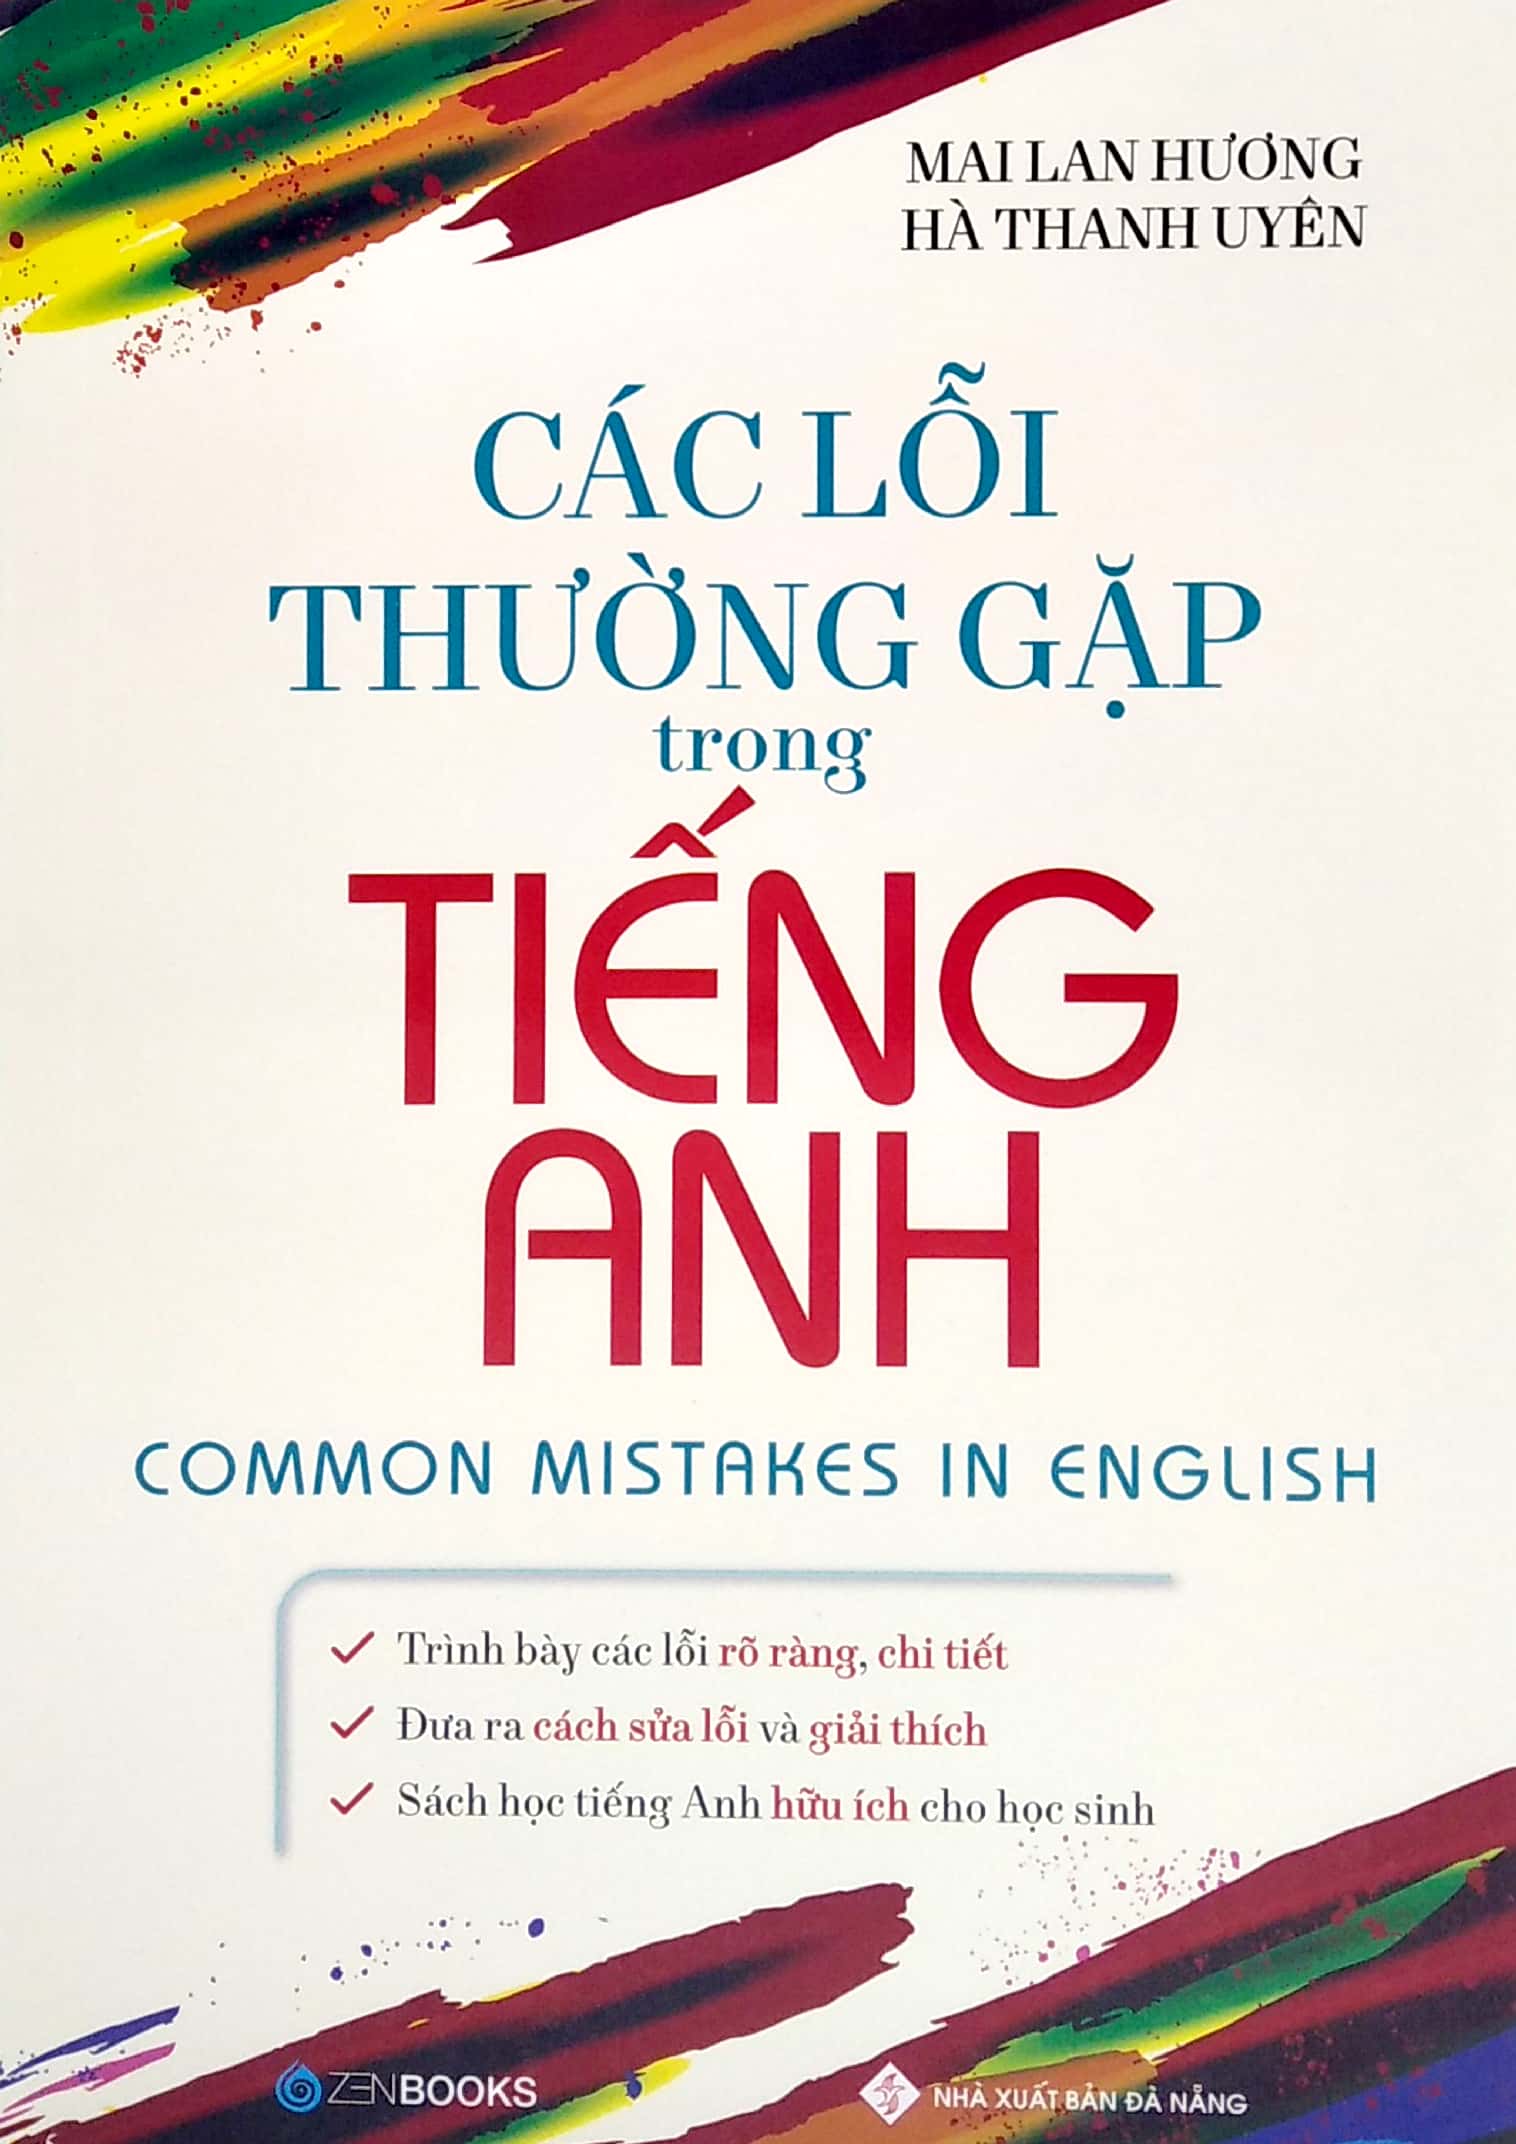 MAI LAN HƯƠNG
HÀ THANH UYÊN
CÁC LỖI
THƯỜNG GẶP
trong
TIẾNG
ANH
COMMON MISTAKES IN ENGLISH
Trình bày các lỗi rõ ràng, chi tiết
Đưa ra cách sửa lỗi và giải thích
Sách học tiếng Anh hữu ích cho học sinh
ZENBOOKS
NHÀ XUẤT BẢN ĐÀ NẴNG